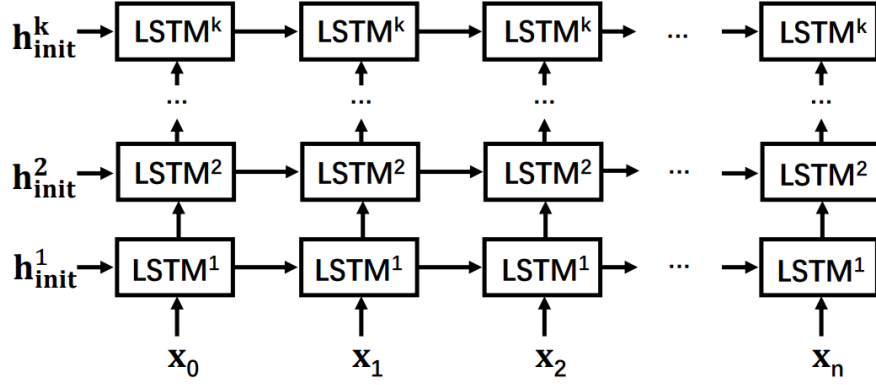 h^k_init LSTM^k LSTM^k LSTM^k ... LSTM^k
... ... ... ...
h^2_init LSTM^2 LSTM^2 LSTM^2 ... LSTM^2
h^1_init LSTM^1 LSTM^1 LSTM^1 ... LSTM^1
x_0 x_1 x_2 x_n